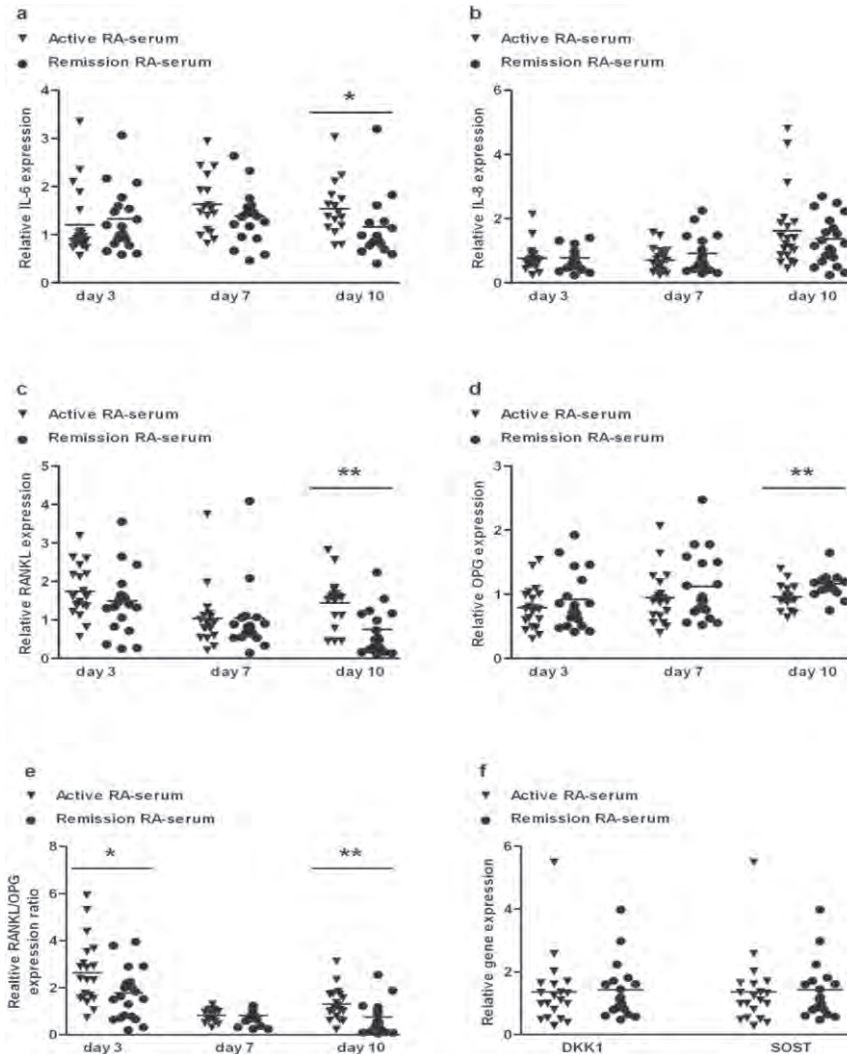 a
▼ Active RA-serum
● Remission RA-serum
Relative IL-6 expression
4
3
2
1
0
*
day 3 day 7 day 10
b
▼ Active RA-serum
● Remission RA-serum
Relative IL-8 expression
6
4
2
0
day 3 day 7 day 10
c
▼ Active RA-serum
● Remission RA-serum
Relative RANKL expression
5
4
3
2
1
0
**
day 3 day 7 day 10
d
▼ Active RA-serum
● Remission RA-serum
Relative OPG expression
3
2
1
0
**
day 3 day 7 day 10
e
▼ Active RA-serum
● Remission RA-serum
Realtive RANKL/OPG
expression ratio
8
6
4
2
0
*
**
day 3 day 7 day 10
f
▼ Active RA-serum
● Remission RA-serum
Relative gene expression
6
4
2
0
DKK1 SOST